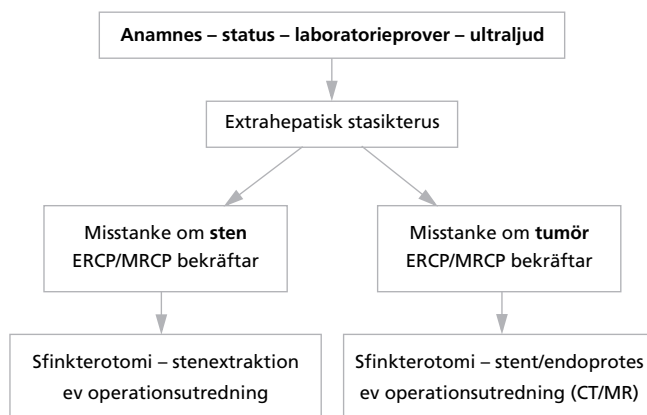 Anamnes – status – laboratorieprover – ultraljud
Extrahepatisk stasikterus
Misstanke om sten
ERCP/MRCP bekräftar
Misstanke om tumör
ERCP/MRCP bekräftar
Sfinkterotomi – stenextraktion
ev operationsutredning
Sfinkterotomi – stent/endoprotes
ev operationsutredning (CT/MR)